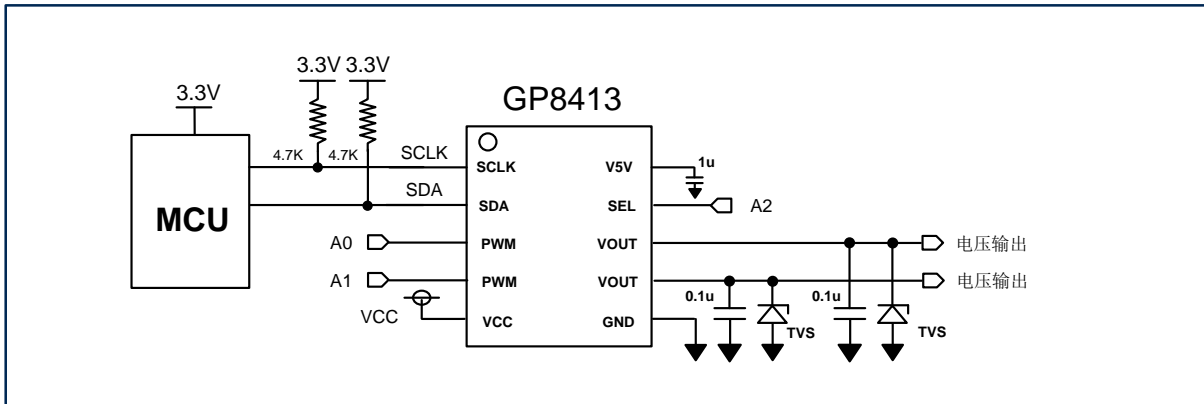 3.3V 3.3V
3.3V
GP8413
4.7K 4.7K SCLK SCLK V5V 1u
SDA
MCU SDA SEL A2
A0 PWM VOUT 电压输出
A1 PWM VOUT 电压输出
0.1u 0.1u
VCC VCC GND TVS TVS